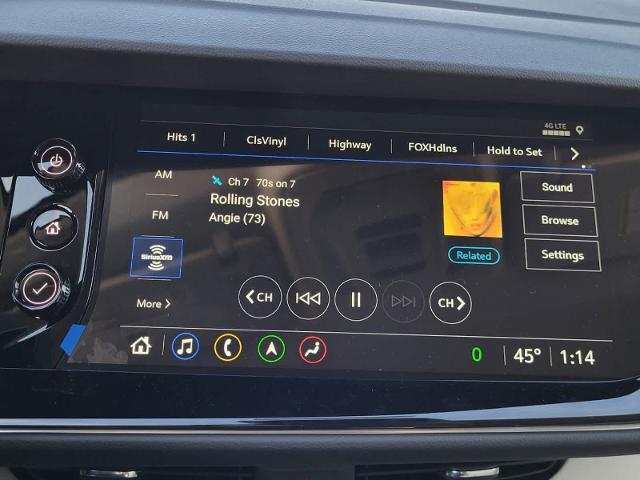 4G LTE
Hits 1 ClsVinyl Highway FOXHdlns Hold to Set
AM
Ch 7 70s on 7
Sound
Rolling Stones
FM
Angie (73)
Browse
SiriusXM
Related
Settings
More
CH CH
0 45° 1:14